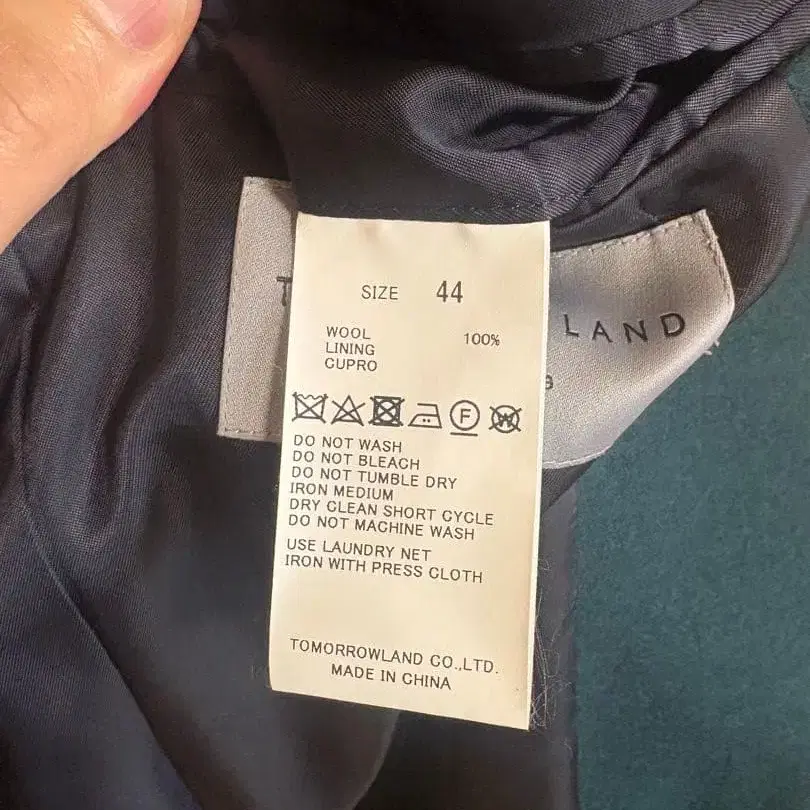 SIZE 44
WOOL 100%
LINING
CUPRO
F W
DO NOT WASH
DO NOT BLEACH
DO NOT TUMBLE DRY
IRON MEDIUM
DRY CLEAN SHORT CYCLE
DO NOT MACHINE WASH
USE LAUNDRY NET
IRON WITH PRESS CLOTH
TOMORROWLAND CO.,LTD.
MADE IN CHINA
T
LAND